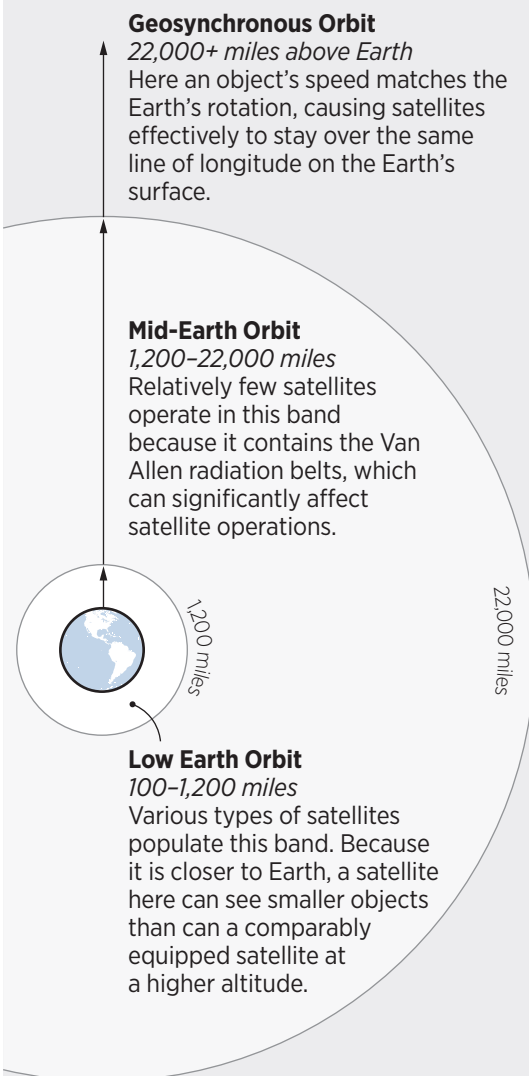 Geosynchronous Orbit
22,000+ miles above Earth
Here an object’s speed matches the
Earth’s rotation, causing satellites
effectively to stay over the same
line of longitude on the Earth’s
surface.
Mid-Earth Orbit
1,200–22,000 miles
Relatively few satellites
operate in this band
because it contains the Van
Allen radiation belts, which
can significantly affect
satellite operations.
1,200 miles
22,000 miles
Low Earth Orbit
100–1,200 miles
Various types of satellites
populate this band. Because
it is closer to Earth, a satellite
here can see smaller objects
than can a comparably
equipped satellite at
a higher altitude.